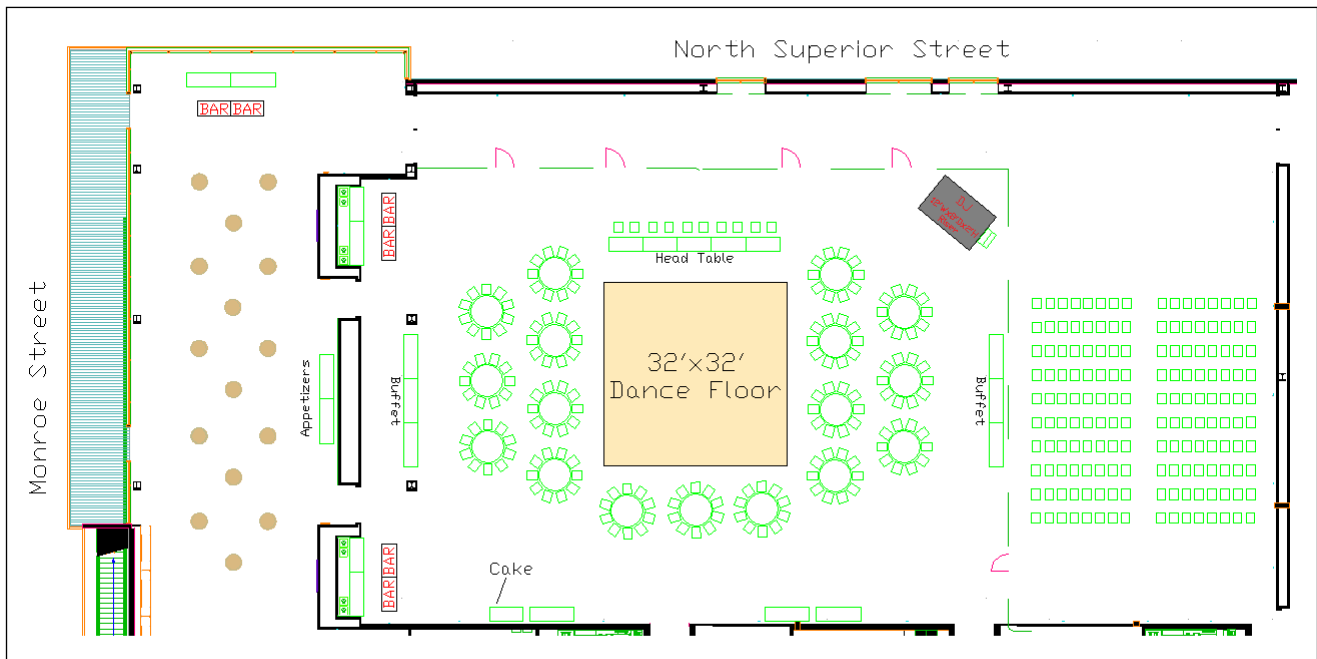 North Superior Street
BAR BAR
BAR BAR
DJ
Head Table
Monroe Street
32'x32'
Dance Floor
Appetizers
Buffet
Buffet
BAR BAR
Cake